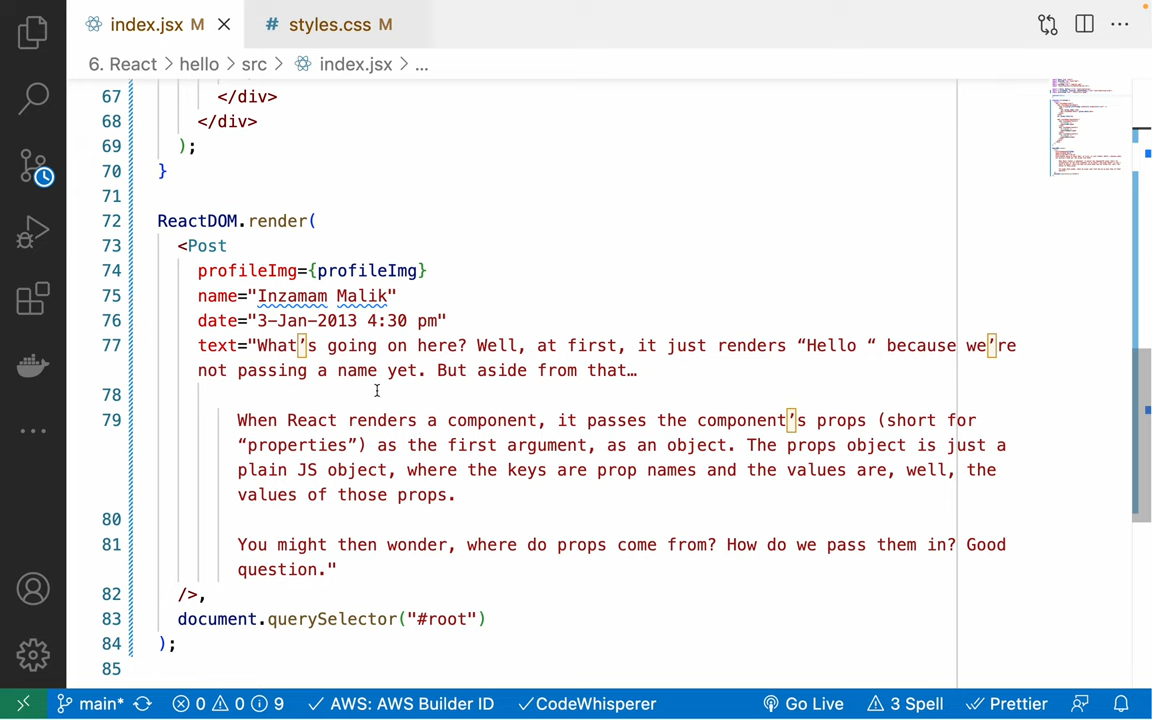 index.jsx M
# styles.css M
6. React > hello > src > index.jsx > ...
67 </div>
68 </div>
69 );
70 }
71
72 ReactDOM.render(
73 <Post
74 profileImg={profileImg}
75 name="Inzamam Malik"
76 date="3-Jan-2013 4:30 pm"
77 text="What’s going on here? Well, at first, it just renders “Hello “ because we’re
not passing a name yet. But aside from that…
78
79 When React renders a component, it passes the component’s props (short for
“properties”) as the first argument, as an object. The props object is just a
plain JS object, where the keys are prop names and the values are, well, the
values of those props.
80
81 You might then wonder, where do props come from? How do we pass them in? Good
question."
82 />,
83 document.querySelector("#root")
84 );
85
main* 0 0 9 AWS: AWS Builder ID CodeWhisperer Go Live 3 Spell Prettier